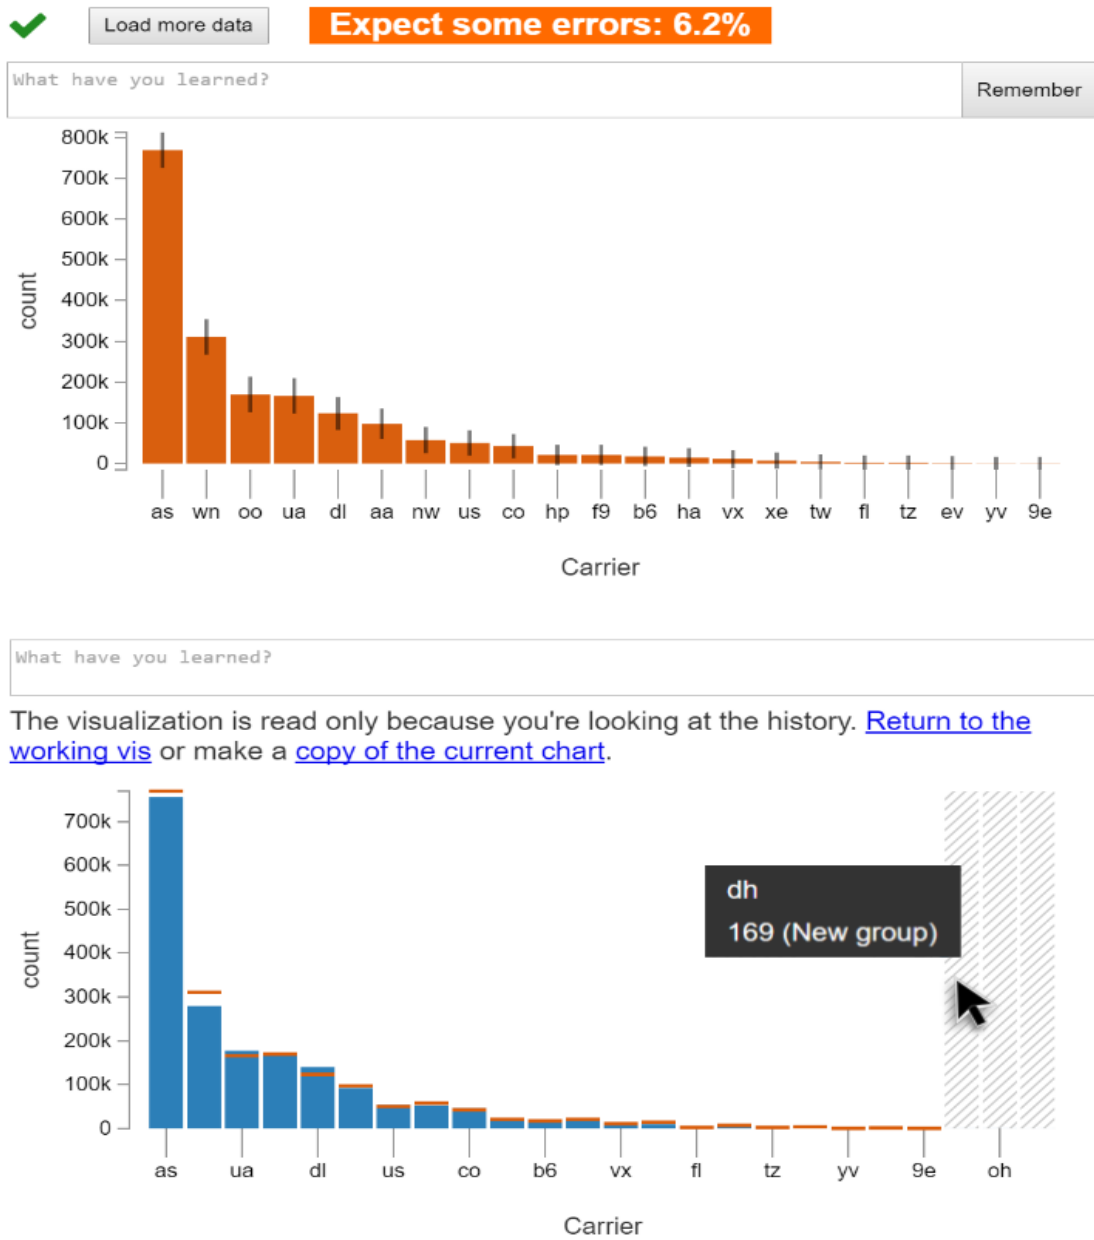 Load more data
Expect some errors: 6.2%
What have you learned?
Remember
800k
700k
600k
500k
400k
300k
200k
100k
0
count
as wn oo ua dl aa nw us co hp f9 b6 ha vx xe tw fl tz ev yv 9e
Carrier
What have you learned?
The visualization is read only because you're looking at the history. Return to the
working vis or make a copy of the current chart.
700k
600k
500k
400k
300k
200k
100k
0
count
dh
169 (New group)
as ua dl us co b6 vx fl tz yv 9e oh
Carrier